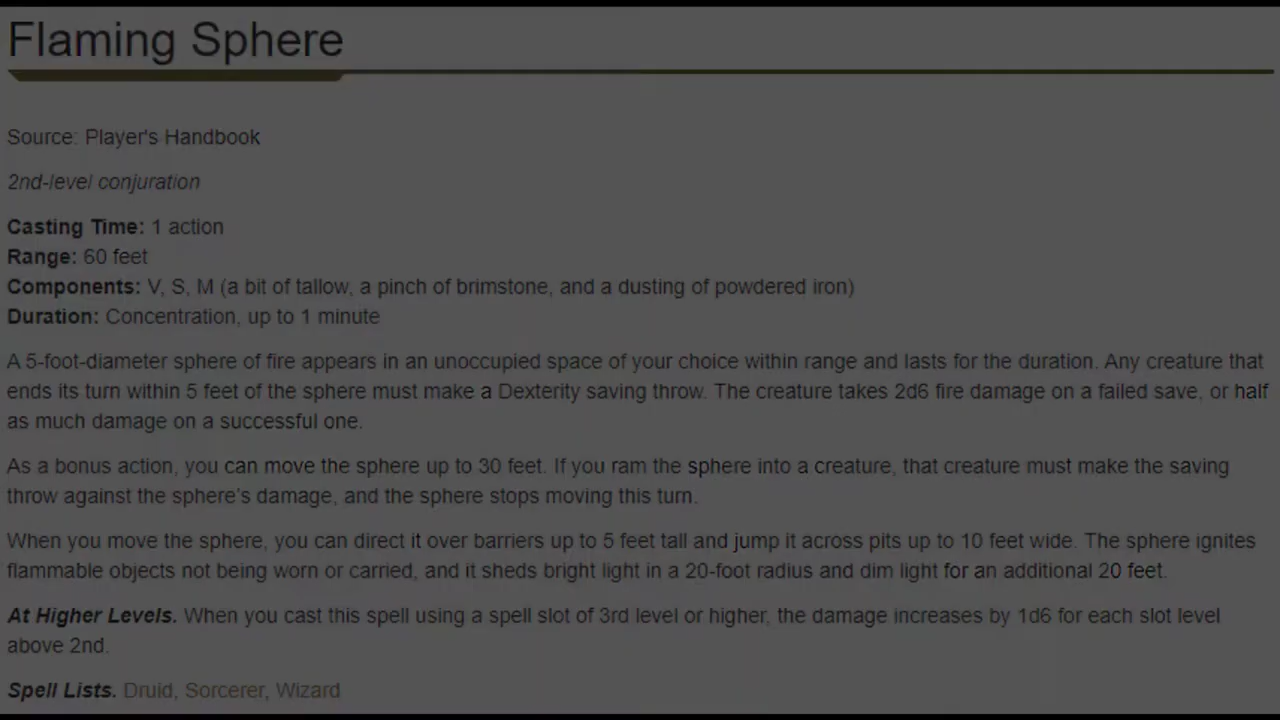 Flaming Sphere
Source: Player's Handbook
2nd-level conjuration
Casting Time: 1 action
Range: 60 feet
Components: V, S, M (a bit of tallow, a pinch of brimstone, and a dusting of powdered iron)
Duration: Concentration, up to 1 minute
A 5-foot-diameter sphere of fire appears in an unoccupied space of your choice within range and lasts for the duration. Any creature that
ends its turn within 5 feet of the sphere must make a Dexterity saving throw. The creature takes 2d6 fire damage on a failed save, or half
as much damage on a successful one.
As a bonus action, you can move the sphere up to 30 feet. If you ram the sphere into a creature, that creature must make the saving
throw against the sphere's damage, and the sphere stops moving this turn.
When you move the sphere, you can direct it over barriers up to 5 feet tall and jump it across pits up to 10 feet wide. The sphere ignites
flammable objects not being worn or carried, and it sheds bright light in a 20-foot radius and dim light for an additional 20 feet.
At Higher Levels. When you cast this spell using a spell slot of 3rd level or higher, the damage increases by 1d6 for each slot level
above 2nd.
Spell Lists. Druid, Sorcerer, Wizard